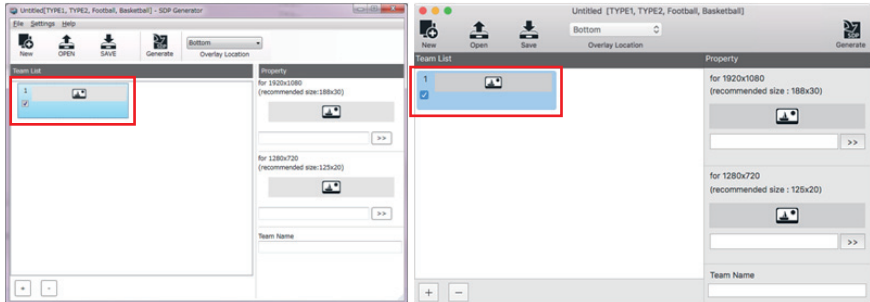 Untitled[TYPE1, TYPE2, Football, Basketball] - SDP Generator
File Settings Help
New OPEN SAVE Generate
Bottom
Overlay Location
Team List
Property
1
for 1920x1080
(recommended size:188x30)
>>
for 1280x720
(recommended size:125x20)
>>
Team Name
+ -
Untitled [TYPE1, TYPE2, Football, Basketball]
New Open Save
Bottom
Overlay Location
Generate
Team List
Property
1
for 1920x1080
(recommended size : 188x30)
>>
for 1280x720
(recommended size : 125x20)
>>
Team Name
+ −